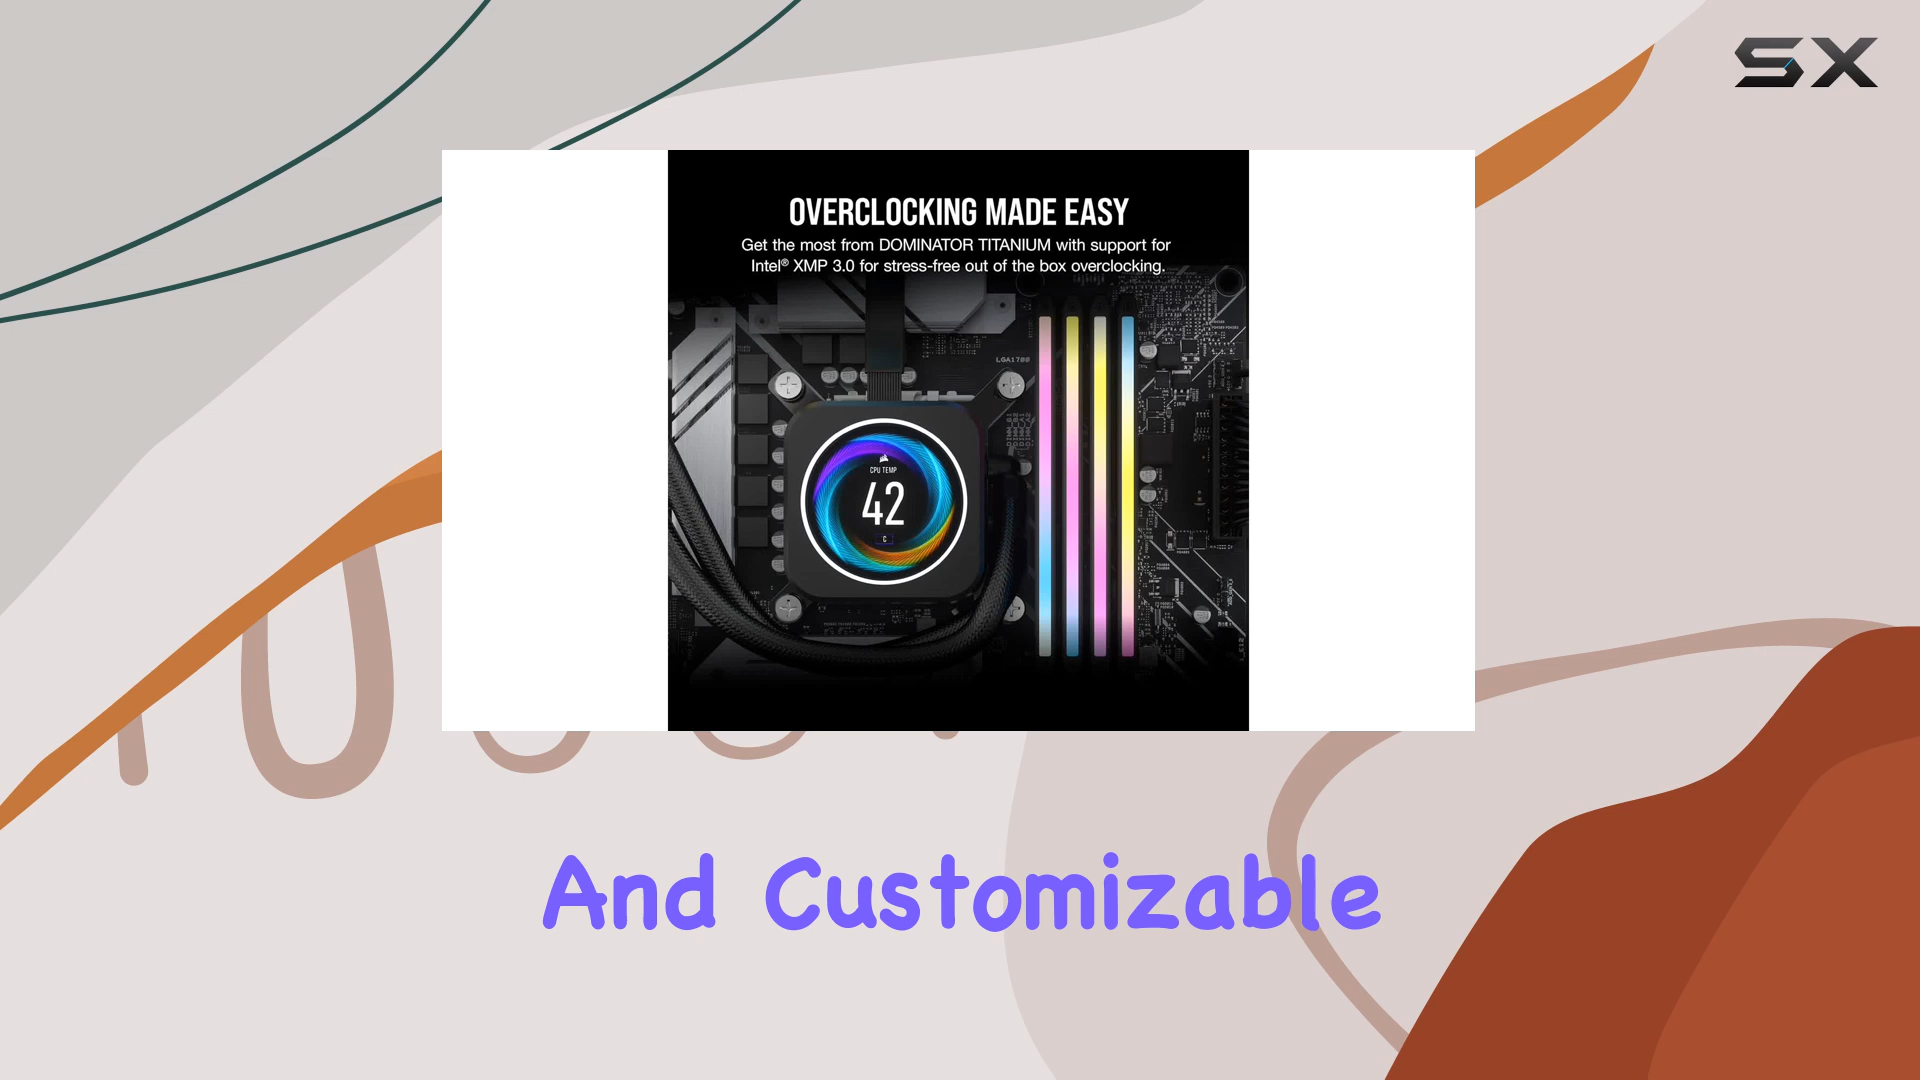 SX
OVERCLOCKING MADE EASY
Get the most from DOMINATOR TITANIUM with support for
Intel® XMP 3.0 for stress-free out of the box overclocking.
LGA1700
CPU TEMP
42
C
And Customizable